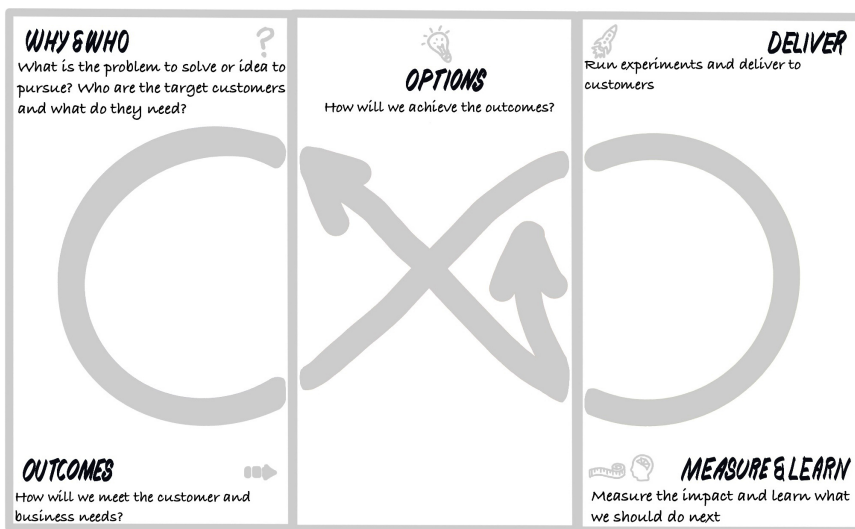 WHY & WHO
What is the problem to solve or idea to
pursue? Who are the target customers
and what do they need?
OUTCOMES
How will we meet the customer and
business needs?
OPTIONS
How will we achieve the outcomes?
DELIVER
Run experiments and deliver to
customers
MEASURE & LEARN
Measure the impact and learn what
we should do next